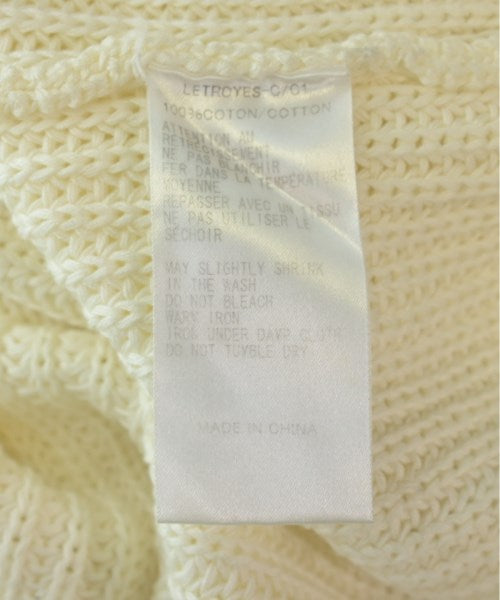 LETROYES-C/C1
100%COTON/COTTON
ATTENTION AM
RETRECISSEMENT
NE PAS BLANCHIR
FER DANS LA TEMPERATURE
MOYENNE
REPASSER AVEC UN TISSU
NE PAS UTILISER LE
SECHOIR
MAY SLIGHTLY SHRINK
IN THE WASH
DO NOT BLEACH
WARM IRON
IRON UNDER DAMP CLOTH
DO NOT TUMBLE DRY
MADE IN CHINA